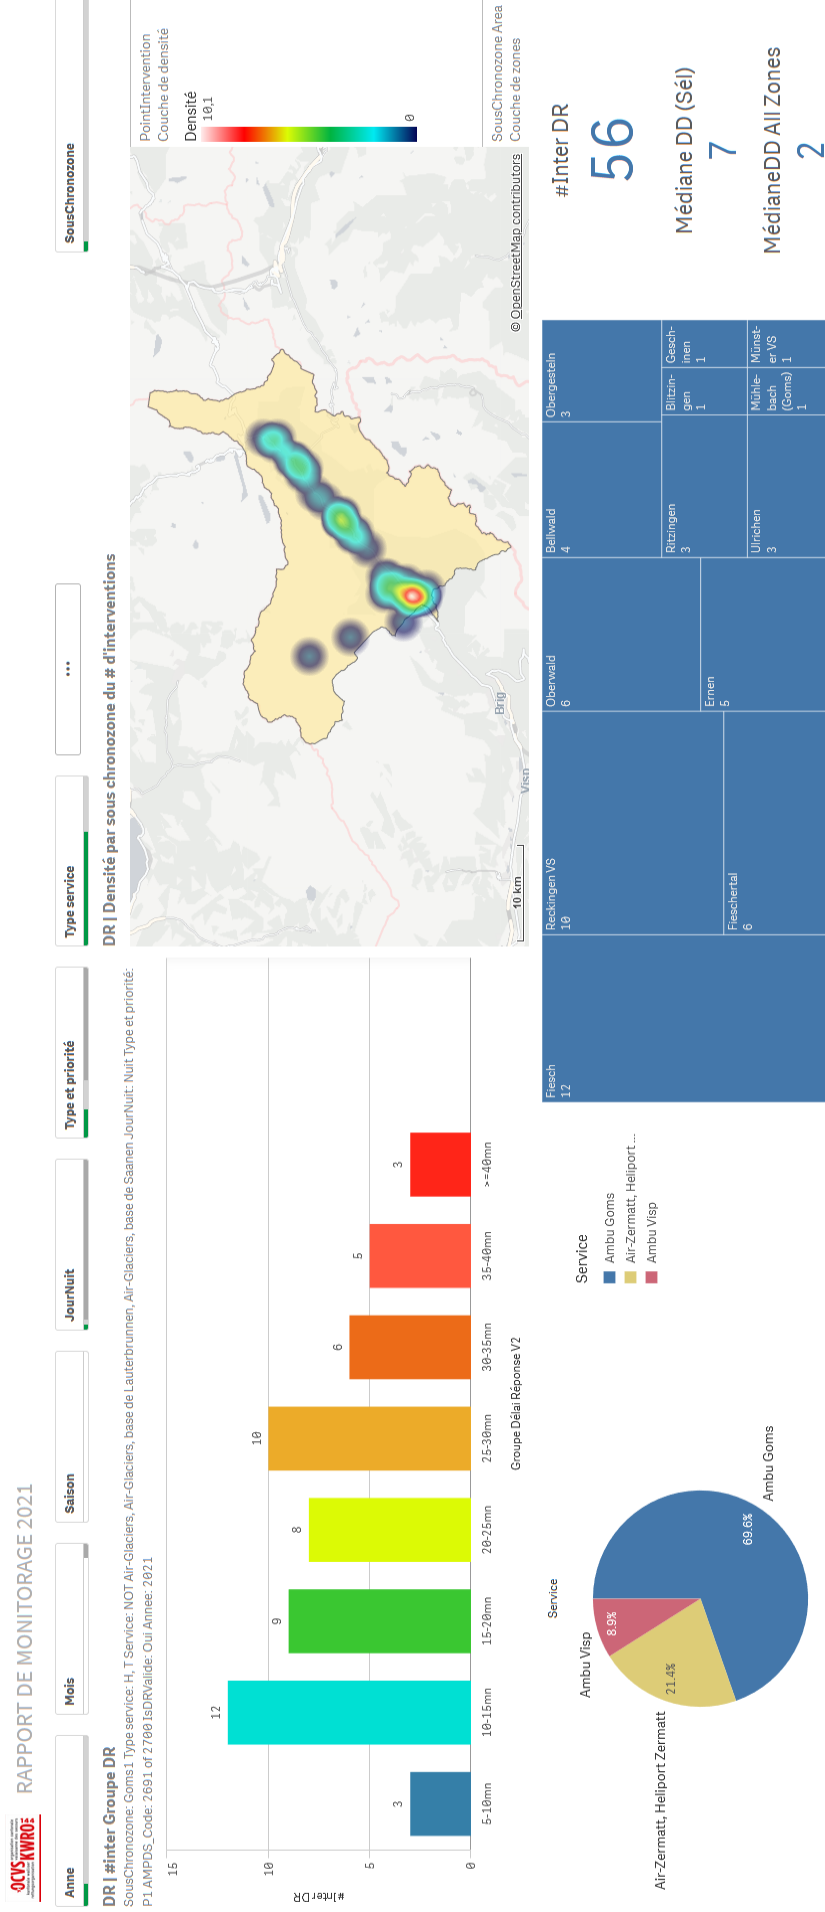 OCVS
KWRO
RAPPORT DE MONITORAGE 2021
Anne
Mois
Saison
JourNuit
Type et priorité
Type service
...
SousChronozone
DR | #inter Groupe DR
SousChronozone: Goms1 Type service: H, T Service: NOT Air-Glaciers, Air-Glaciers, base de Lauterbrunnen, Air-Glaciers, base de Saanen JourNuit: Nuit Type et priorité:
P1 AMPDS_Code: 2691 of 2700 IsDRValide: Oui Annee: 2021
#Inter DR
15
10
5
0
3
12
9
8
10
6
5
3
5-10mn
10-15mn
15-20mn
20-25mn
25-30mn
30-35mn
35-40mn
>=40mn
Groupe Délai Réponse V2
DR | Densité par sous chronozone du # d'interventions
10 km
Visp
Brig
© OpenStreetMap contributors
PointIntervention
Couche de densité
Densité
10,1
0
SousChronozone Area
Couche de zones
Service
Ambu Visp
8.9%
21.4%
Air-Zermatt, Heliport Zermatt
69.6%
Ambu Goms
Service
Ambu Goms
Air-Zermatt, Heliport ...
Ambu Visp
Fiesch
12
Reckingen VS
10
Fieschertal
6
Oberwald
6
Ernen
5
Bellwald
4
Obergesteln
3
Ritzingen
3
Ulrichen
3
Blitzin-
gen
1
Gesch-
inen
1
Mühle-
bach
(Goms)
1
Münst-
er VS
1
#Inter DR
56
Médiane DD (Sél)
7
MédianeDD All Zones
2